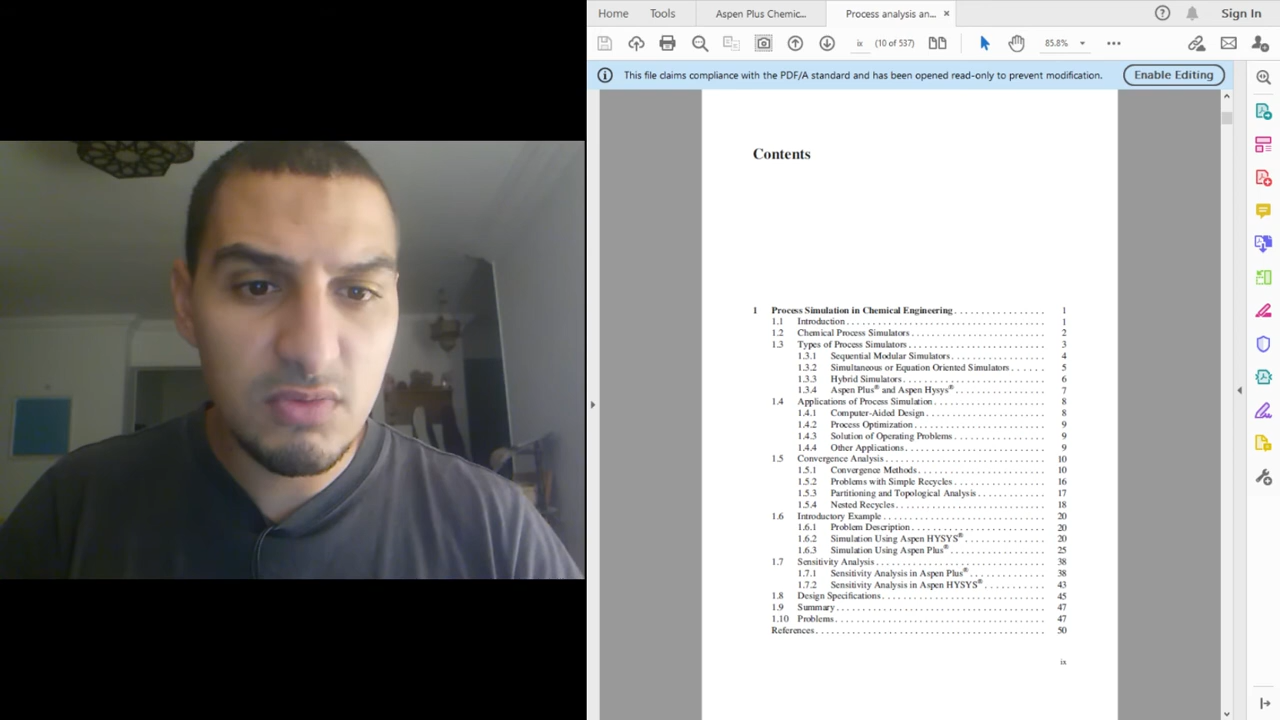 Home Tools Aspen Plus Chemic... Process analysis an... × Sign In
ix (10 of 537) 85.8%
This file claims compliance with the PDF/A standard and has been opened read-only to prevent modification. Enable Editing
Contents
1 Process Simulation in Chemical Engineering . . . . . . . . . . . . . . . . 1
1.1 Introduction . . . . . . . . . . . . . . . . 1
1.2 Chemical Process Simulators . . . . . . . . . . . . . . . . 2
1.3 Types of Process Simulators . . . . . . . . . . . . . . . . 3
1.3.1 Sequential Modular Simulators . . . . . . . . . . . . . . . . 4
1.3.2 Simultaneous or Equation Oriented Simulators . . . . . . 5
1.3.3 Hybrid Simulators . . . . . . . . . . . . . . . . 6
1.3.4 Aspen Plus® and Aspen Hysys® . . . . . . . . . . . . . . . . 7
1.4 Applications of Process Simulation . . . . . . . . . . . . . . . . 8
1.4.1 Computer-Aided Design . . . . . . . . . . . . . . . . 8
1.4.2 Process Optimization . . . . . . . . . . . . . . . . 9
1.4.3 Solution of Operating Problems . . . . . . . . . . . . . . . . 9
1.4.4 Other Applications . . . . . . . . . . . . . . . . 9
1.5 Convergence Analysis . . . . . . . . . . . . . . . . 10
1.5.1 Convergence Methods . . . . . . . . . . . . . . . . 10
1.5.2 Problems with Simple Recycles . . . . . . . . . . . . . . . . 16
1.5.3 Partitioning and Topological Analysis . . . . . . . . . . . . 17
1.5.4 Nested Recycles . . . . . . . . . . . . . . . . 18
1.6 Introductory Example . . . . . . . . . . . . . . . . 20
1.6.1 Problem Description . . . . . . . . . . . . . . . . 20
1.6.2 Simulation Using Aspen HYSYS® . . . . . . . . . . . . . . 20
1.6.3 Simulation Using Aspen Plus® . . . . . . . . . . . . . . . . 25
1.7 Sensitivity Analysis . . . . . . . . . . . . . . . . 38
1.7.1 Sensitivity Analysis in Aspen Plus® . . . . . . . . . . . . . 38
1.7.2 Sensitivity Analysis in Aspen HYSYS® . . . . . . . . . . . 43
1.8 Design Specifications . . . . . . . . . . . . . . . . 45
1.9 Summary . . . . . . . . . . . . . . . . 47
1.10 Problems . . . . . . . . . . . . . . . . 47
References . . . . . . . . . . . . . . . . 50
ix